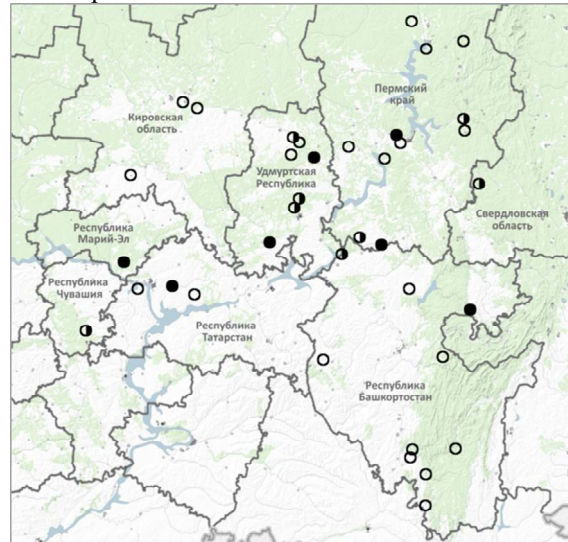 Пермский
край
Кировская
область
Удмуртская
Республика
Свердловская
область
Республика
Марий-Эл
Республика
Чувашия
Республика
Татарстан
Республика
Башкортостан